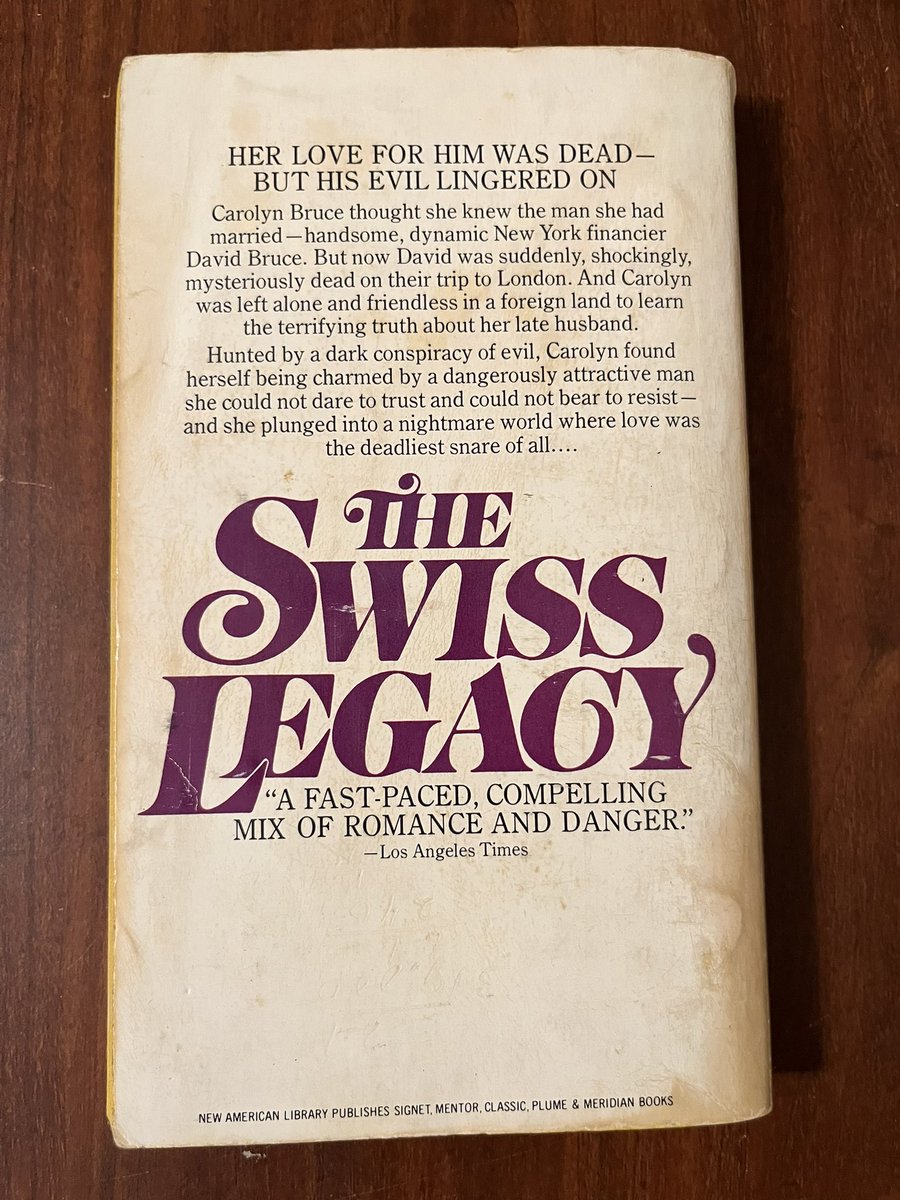 HER LOVE FOR HIM WAS DEAD—
BUT HIS EVIL LINGERED ON
Carolyn Bruce thought she knew the man she had
married—handsome, dynamic New York financier
David Bruce. But now David was suddenly, shockingly,
mysteriously dead on their trip to London. And Carolyn
was left alone and friendless in a foreign land to learn
the terrifying truth about her late husband.
Hunted by a dark conspiracy of evil, Carolyn found
herself being charmed by a dangerously attractive man
she could not dare to trust and could not bear to resist—
and she plunged into a nightmare world where love was
the deadliest snare of all....
THE
SWISS
LEGACY
“A FAST-PACED, COMPELLING
MIX OF ROMANCE AND DANGER.”
—Los Angeles Times
NEW AMERICAN LIBRARY PUBLISHES SIGNET, MENTOR, CLASSIC, PLUME & MERIDIAN BOOKS